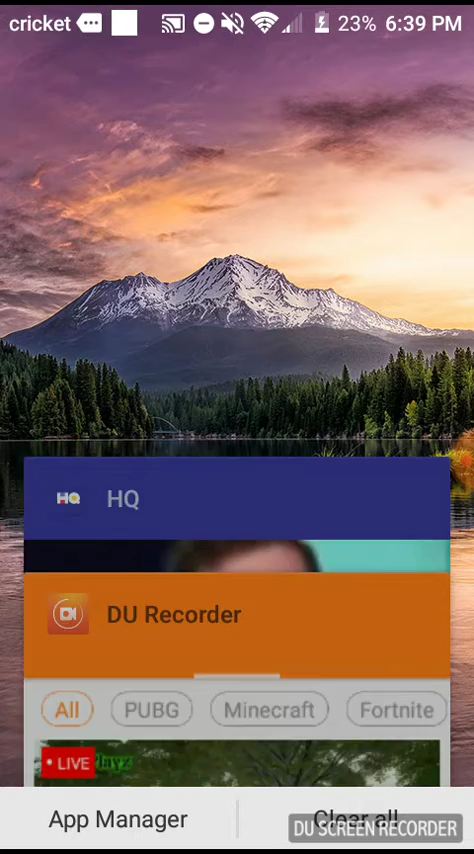 cricket 23% 6:39 PM
HQ HQ
DU Recorder
All PUBG Minecraft Fortnite
• LIVE
App Manager Clear all
DU SCREEN RECORDER